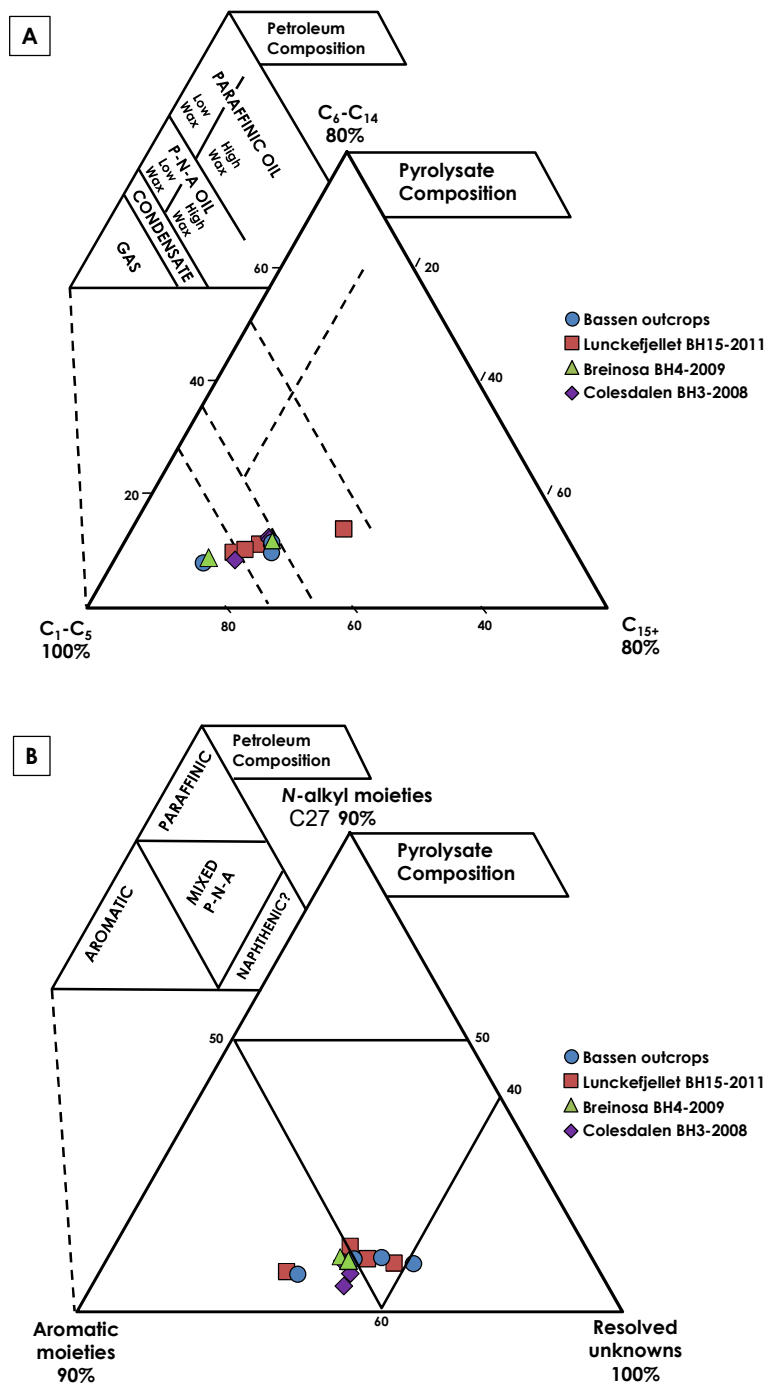 A
Petroleum
Composition
Low
Wax
PARAFFINIC OIL
High
Wax
P-N-A OIL
Low
Wax
High
Wax
CONDENSATE
GAS
C6-C14
80%
Pyrolysate
Composition
60
20
40
40
20
60
Bassen outcrops
Lunckefjellet BH15-2011
Breinosa BH4-2009
Colesdalen BH3-2008
C1-C5
100%
80
60
40
C15+
80%
B
Petroleum
Composition
PARAFFINIC
MIXED
P-N-A
AROMATIC
NAPHTHENIC?
N-alkyl moieties
C27 90%
Pyrolysate
Composition
50
50
40
Bassen outcrops
Lunckefjellet BH15-2011
Breinosa BH4-2009
Colesdalen BH3-2008
60
Aromatic
moieties
90%
Resolved
unknowns
100%